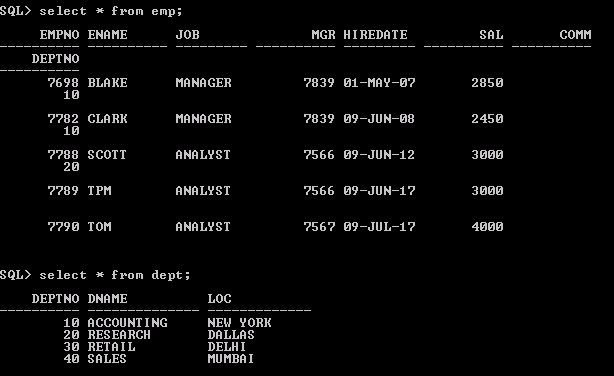 SQL> select * from emp;
EMPNO ENAME JOB MGR HIREDATE SAL COMM
---------- ---------- --------- ---------- --------- ---------- ----------
DEPTNO
----------
7698 BLAKE MANAGER 7839 01-MAY-07 2850
10
7782 CLARK MANAGER 7839 09-JUN-08 2450
10
7788 SCOTT ANALYST 7566 09-JUN-12 3000
20
7789 TPM ANALYST 7566 09-JUN-17 3000
7790 TOM ANALYST 7567 09-JUL-17 4000
SQL> select * from dept;
DEPTNO DNAME LOC
---------- -------------- -------------
10 ACCOUNTING NEW YORK
20 RESEARCH DALLAS
30 RETAIL DELHI
40 SALES MUMBAI